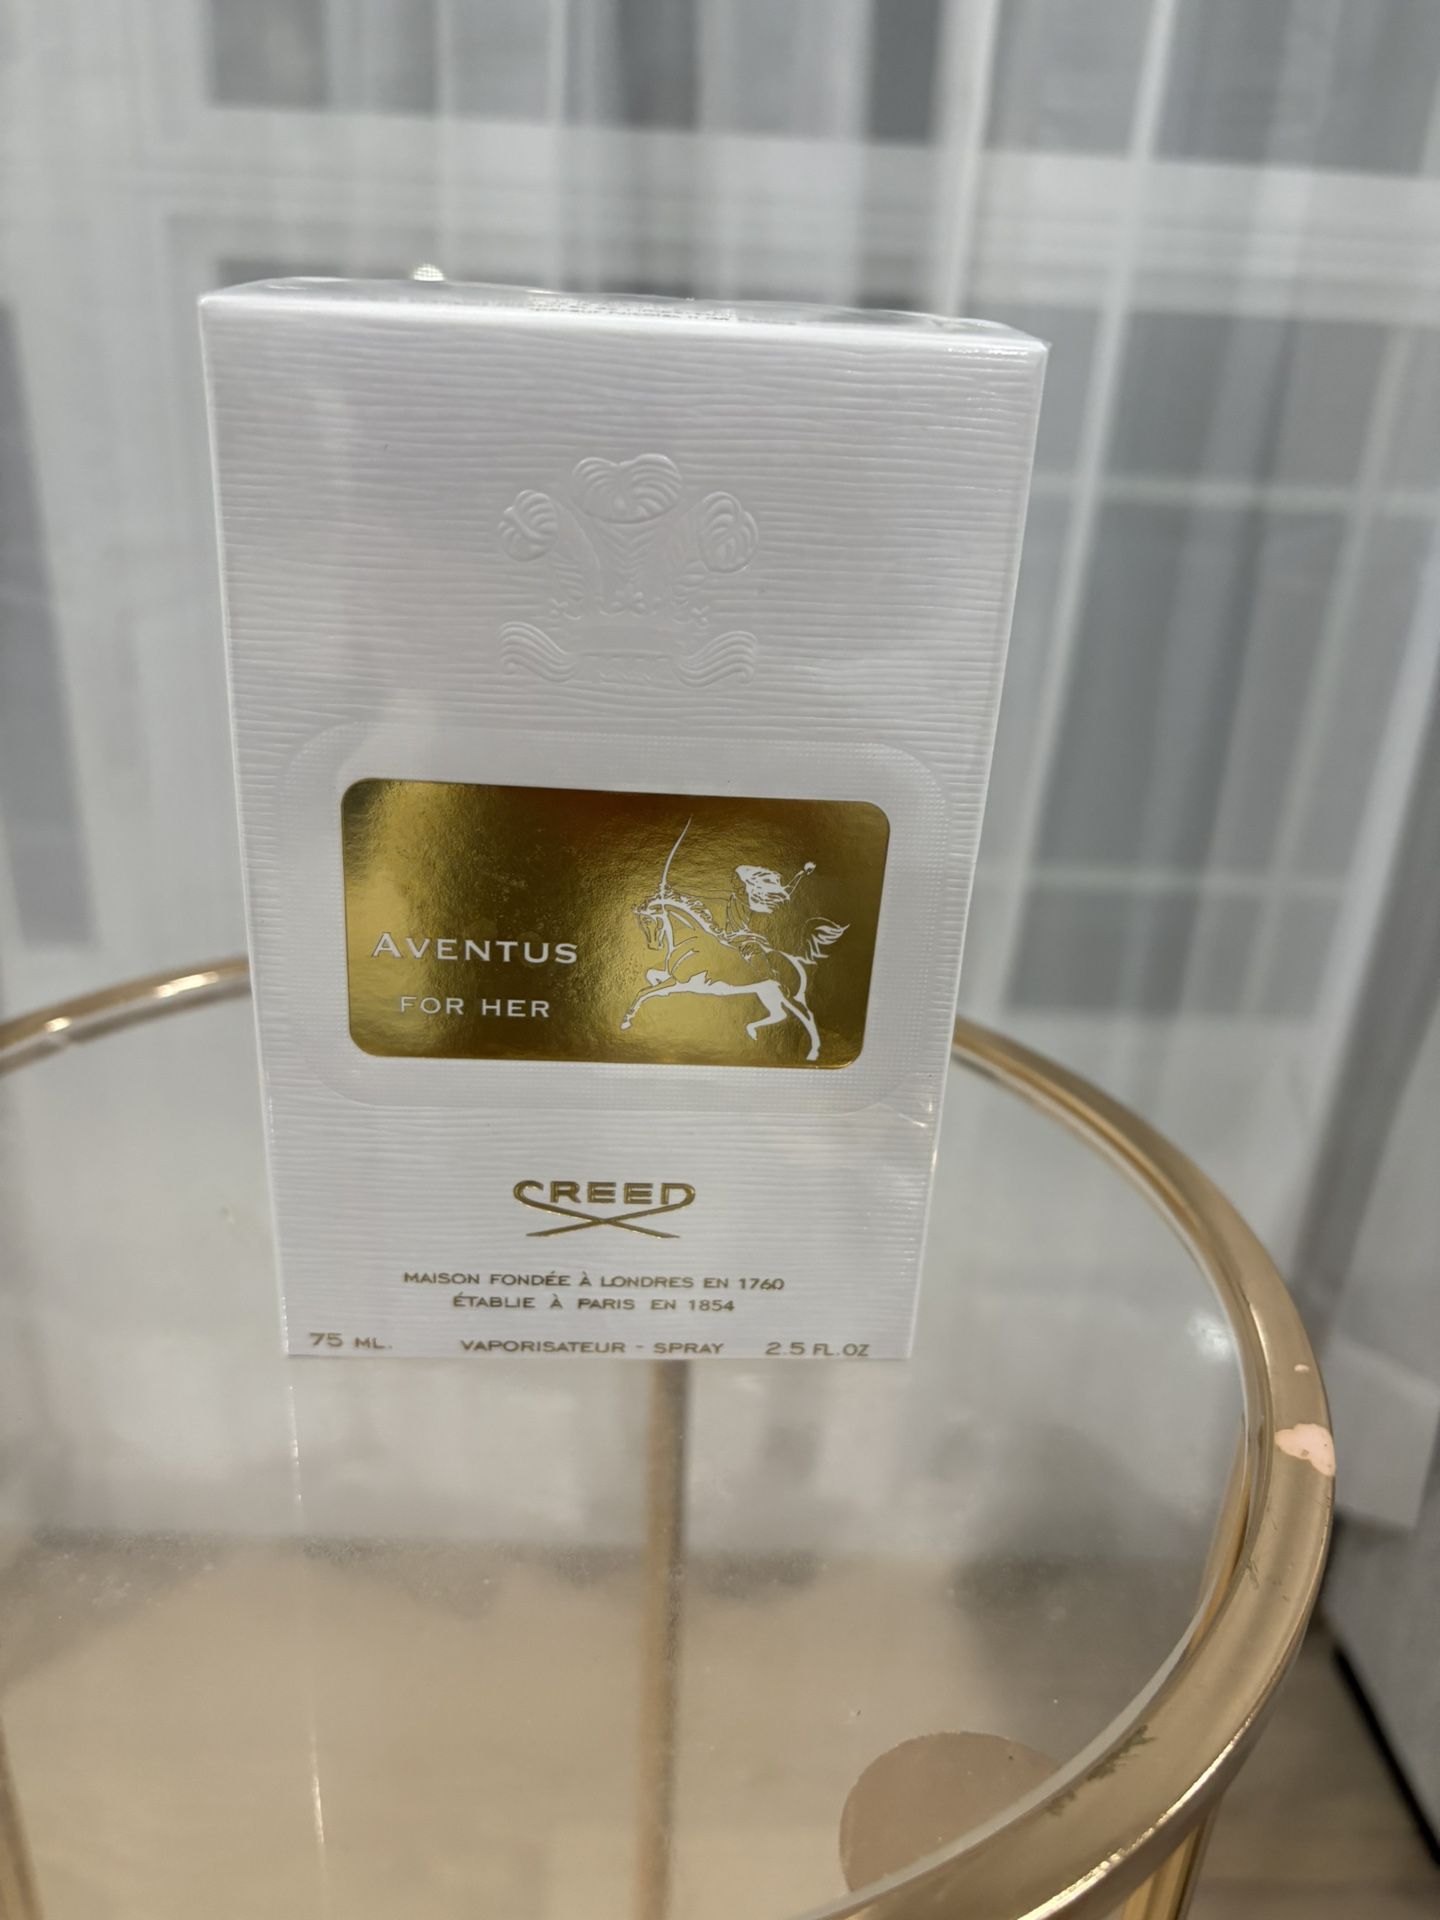 AVENTUS
FOR HER
CREED
MAISON FONDÉE À LONDRES EN 1760
ÉTABLIE À PARIS EN 1854
75 ML. VAPORISATEUR - SPRAY 2.5 FL.OZ